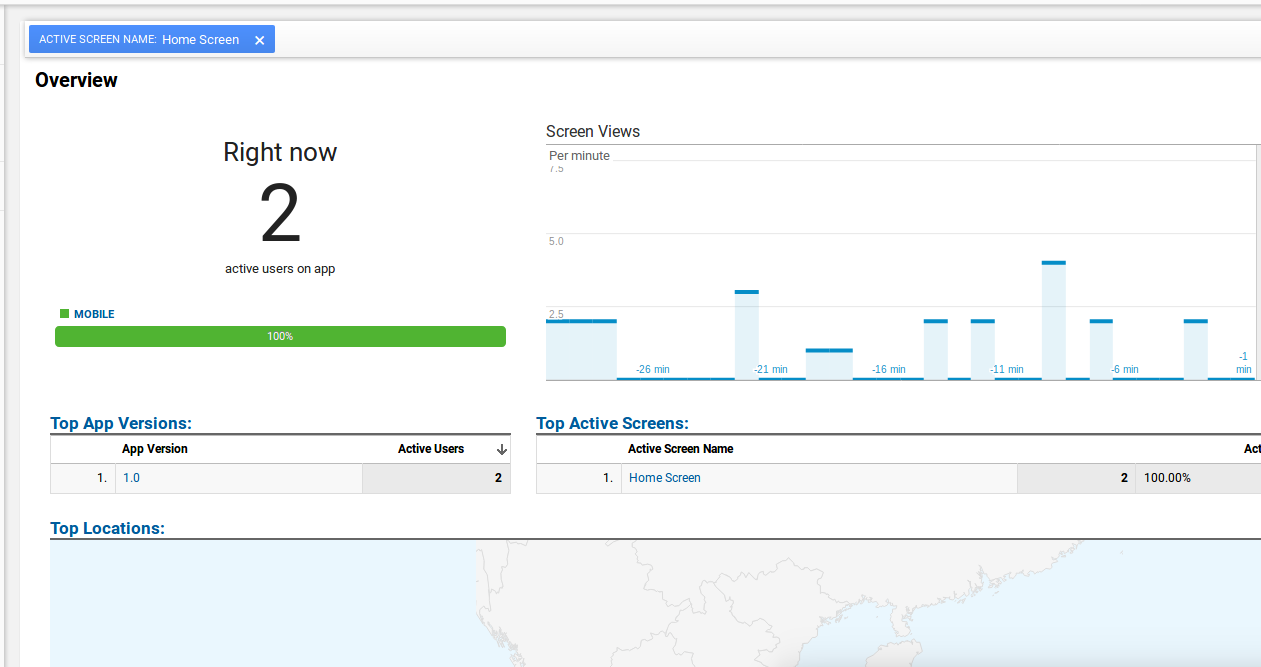 ACTIVE SCREEN NAME: Home Screen ×
Overview
Right now
2
active users on app
MOBILE
100%
Screen Views
Per minute
7.5
5.0
2.5
-26 min
-21 min
-16 min
-11 min
-6 min
-1
min
Top App Versions:
App Version Active Users
1. 1.0 2
Top Active Screens:
Active Screen Name Act
1. Home Screen 2 100.00%
Top Locations: